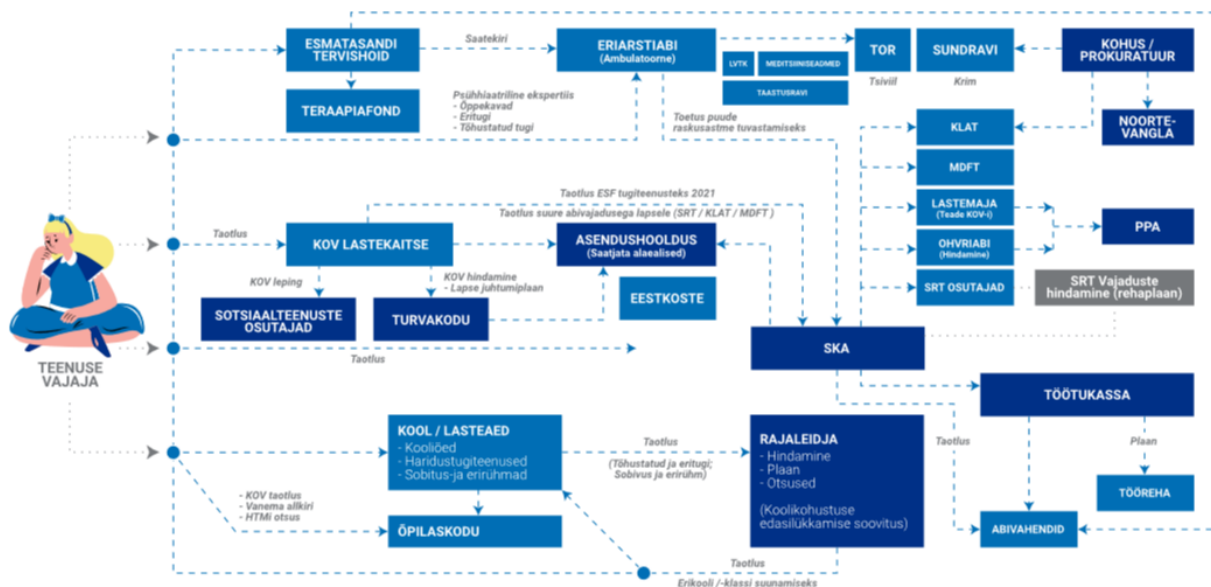 ESMATASANDI
TERVISHOID
Saatekiri
ERIARSTIABI
(Ambulatoorne)
LVTK
MEDITSIINISEADMED
TAASTUSRAVI
TOR
Tsiviil
SUNDRAVI
Krim
KOHUS /
PROKURATUUR
TERAAPIAFOND
Psühhiaatriline ekspertiis
- Õppekavad
- Eritugi
- Tõhustatud tugi
Toetus puude
raskusastme tuvastamiseks
KLAT
NOORTE-
VANGLA
MDFT
Taotlus ESF tugiteenusteks 2021
Taotlus suure abivajadusega lapsele (SRT / KLAT / MDFT )
LASTEMAJA
(Teade KOV-i)
PPA
Taotlus
KOV LASTEKAITSE
ASENDUSHOOLDUS
(Saatjata alaealised)
OHVRIABI
(Hindamine)
KOV leping
KOV hindamine
- Lapse juhtumiplaan
EESTKOSTE
SRT OSUTAJAD
SRT Vajaduste
hindamine (rehaplaan)
SOTSIAALTEENUSTE
OSUTAJAD
TURVAKODU
SKA
Taotlus
TEENUSE
VAJAJA
TÖÖTUKASSA
KOOL / LASTEAED
- Kooliõed
- Haridustugiteenused
- Sobitus-ja erirühmad
Taotlus
(Tõhustatud ja eritugi;
Sobivus ja erirühm)
RAJALEIDJA
- Hindamine
- Plaan
- Otsused
(Koolikohustuse
edasilükkamise soovitus)
Taotlus
Plaan
TÖÖREHA
- KOV taotlus
- Vanema allkiri
- HTMi otsus
ÕPILASKODU
ABIVAHENDID
Taotlus
Erikooli /-klassi suunamiseks